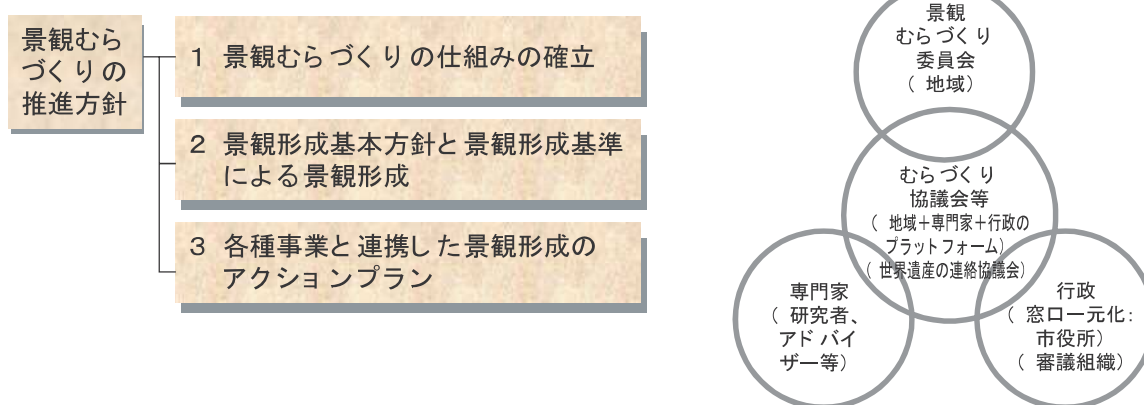 景観むら
づくりの
推進方針
1 景観むらづくりの仕組みの確立
2 景観形成基本方針と景観形成基準
による景観形成
3 各種事業と連携した景観形成の
アクションプラン
景観
むらづくり
委員会
(地域)
むらづくり
協議会等
(地域+専門家+行政の
プラットフォーム)
(世界遺産の連絡協議会)
専門家
(研究者、
アドバイ
ザー等)
行政
(窓口一元化:
市役所)
(審議組織)